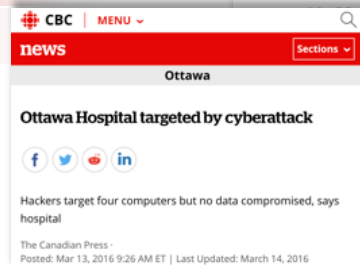 CBC MENU
news Sections
Ottawa
Ottawa Hospital targeted by cyberattack
f in
Hackers target four computers but no data compromised, says
hospital
The Canadian Press ·
Posted: Mar 13, 2016 9:26 AM ET | Last Updated: March 14, 2016